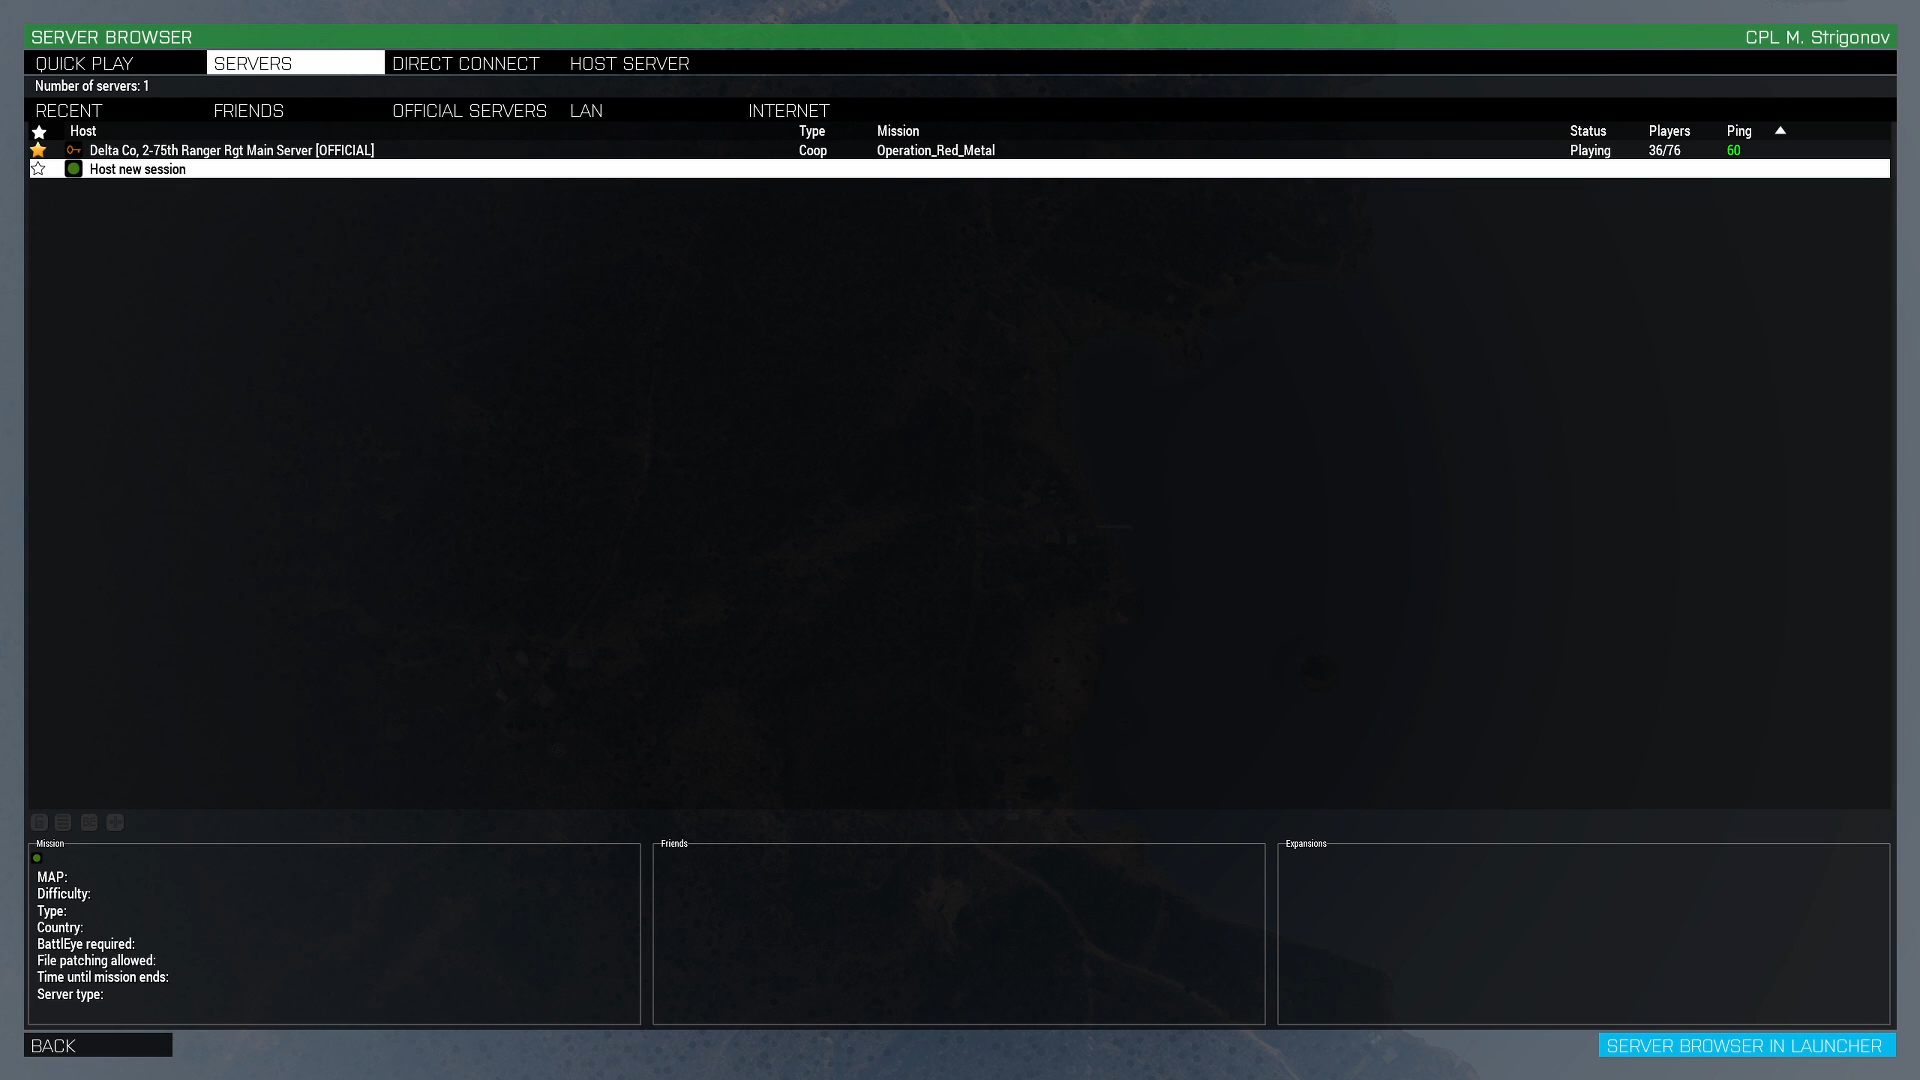 SERVER BROWSER CPL M. Strigonov
QUICK PLAY SERVERS DIRECT CONNECT HOST SERVER
Number of servers: 1
RECENT FRIENDS OFFICIAL SERVERS LAN INTERNET
Host Type Mission Status Players Ping
Delta Co, 2-75th Ranger Rgt Main Server [OFFICIAL] Coop Operation_Red_Metal Playing 36/76 60
Host new session
Mission Friends Expansions
MAP:
Difficulty:
Type:
Country:
BattlEye required:
File patching allowed:
Time until mission ends:
Server type:
BACK SERVER BROWSER IN LAUNCHER